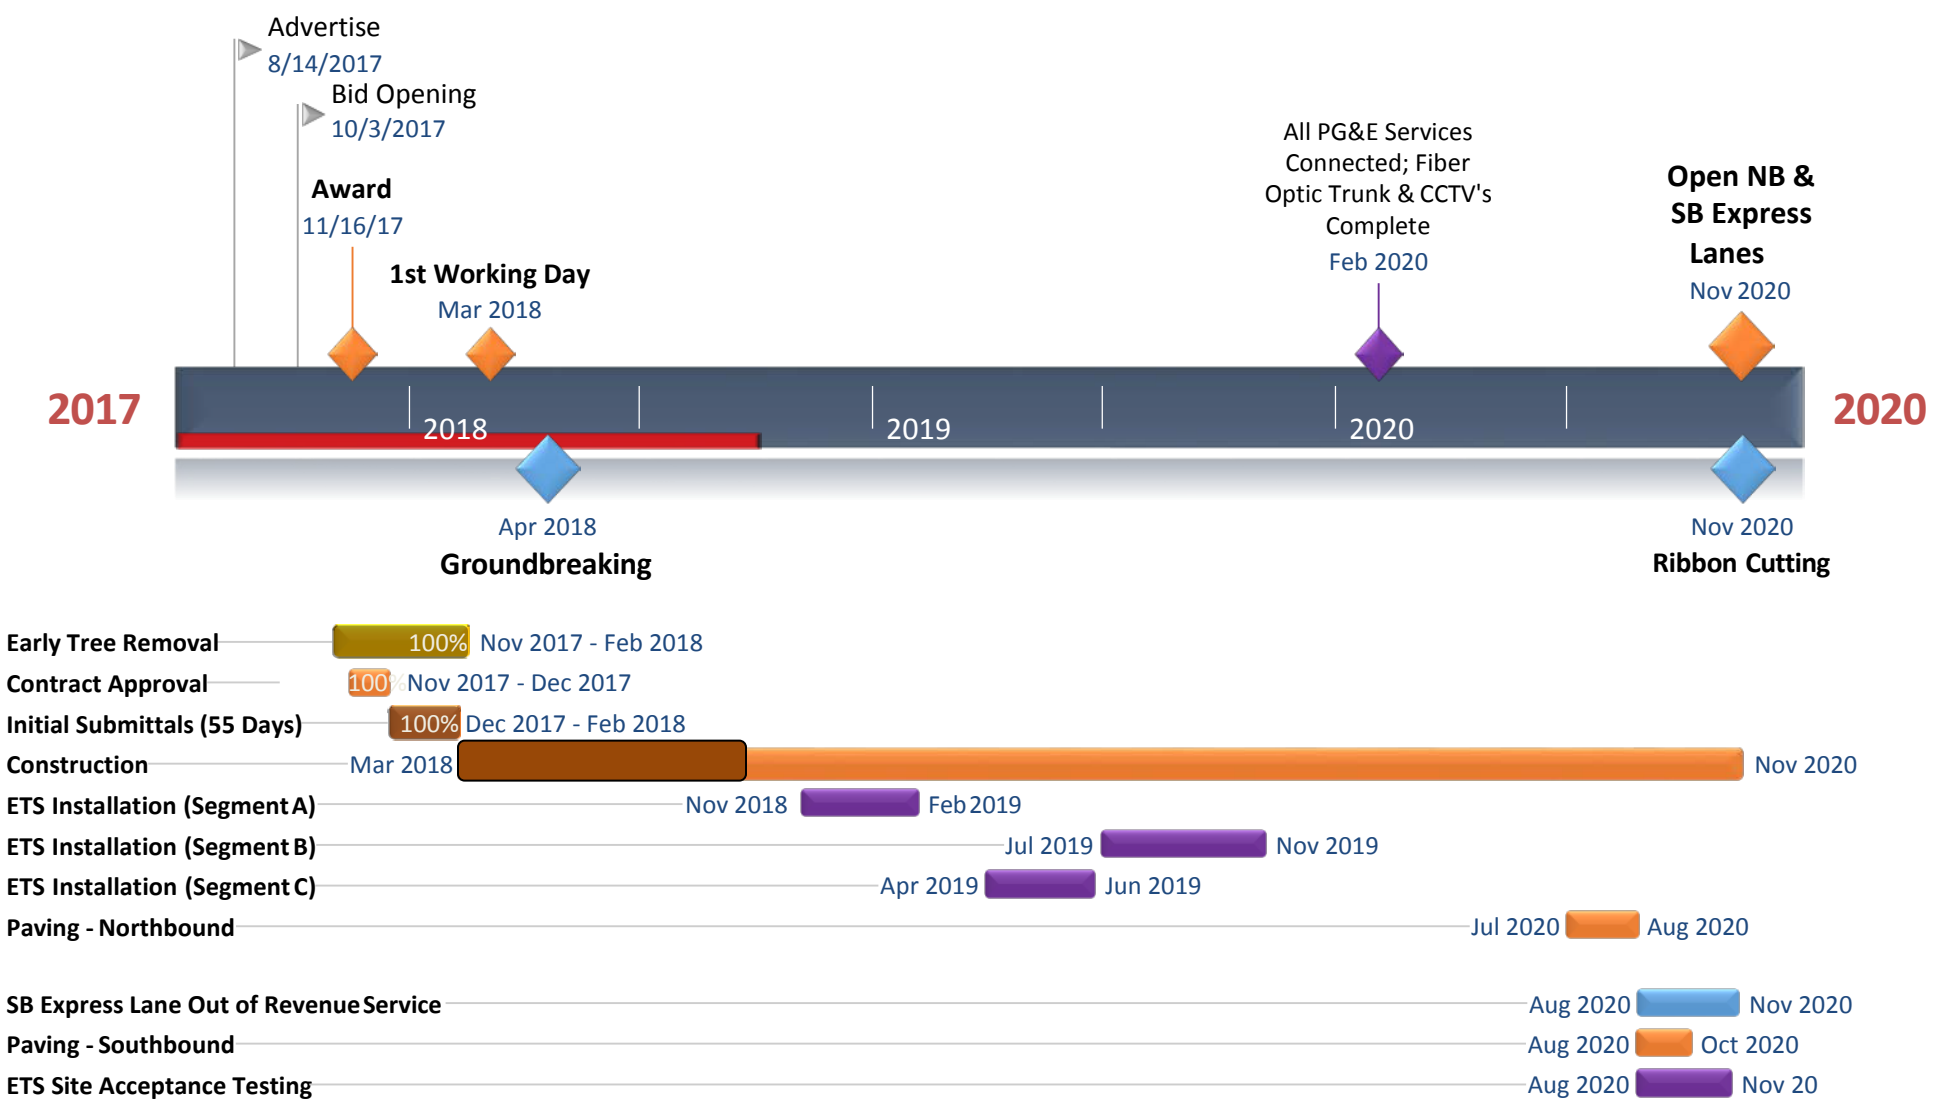 Advertise
8/14/2017
Bid Opening
10/3/2017
Award
11/16/17
1st Working Day
Mar 2018
All PG&E Services
Connected; Fiber
Optic Trunk & CCTV's
Complete
Feb 2020
Open NB &
SB Express
Lanes
Nov 2020
2017
2018
2019
2020
2020
Apr 2018
Groundbreaking
Nov 2020
Ribbon Cutting
Early Tree Removal 100% Nov 2017 - Feb 2018
Contract Approval 100% Nov 2017 - Dec 2017
Initial Submittals (55 Days) 100% Dec 2017 - Feb 2018
Construction Mar 2018 Nov 2020
ETS Installation (Segment A) Nov 2018 Feb 2019
ETS Installation (Segment B) Jul 2019 Nov 2019
ETS Installation (Segment C) Apr 2019 Jun 2019
Paving - Northbound Jul 2020 Aug 2020
SB Express Lane Out of Revenue Service Aug 2020 Nov 2020
Paving - Southbound Aug 2020 Oct 2020
ETS Site Acceptance Testing Aug 2020 Nov 20